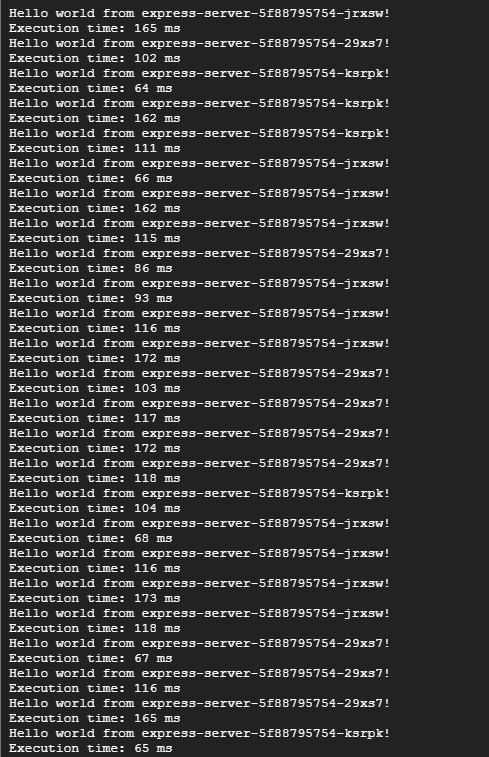 Hello world from express-server-5f88795754-jrxsw!
Execution time: 165 ms
Hello world from express-server-5f88795754-29xs7!
Execution time: 102 ms
Hello world from express-server-5f88795754-ksrpk!
Execution time: 64 ms
Hello world from express-server-5f88795754-ksrpk!
Execution time: 162 ms
Hello world from express-server-5f88795754-ksrpk!
Execution time: 111 ms
Hello world from express-server-5f88795754-jrxsw!
Execution time: 66 ms
Hello world from express-server-5f88795754-jrxsw!
Execution time: 162 ms
Hello world from express-server-5f88795754-jrxsw!
Execution time: 115 ms
Hello world from express-server-5f88795754-29xs7!
Execution time: 86 ms
Hello world from express-server-5f88795754-jrxsw!
Execution time: 93 ms
Hello world from express-server-5f88795754-jrxsw!
Execution time: 116 ms
Hello world from express-server-5f88795754-jrxsw!
Execution time: 172 ms
Hello world from express-server-5f88795754-29xs7!
Execution time: 103 ms
Hello world from express-server-5f88795754-29xs7!
Execution time: 117 ms
Hello world from express-server-5f88795754-29xs7!
Execution time: 172 ms
Hello world from express-server-5f88795754-29xs7!
Execution time: 118 ms
Hello world from express-server-5f88795754-ksrpk!
Execution time: 104 ms
Hello world from express-server-5f88795754-jrxsw!
Execution time: 68 ms
Hello world from express-server-5f88795754-jrxsw!
Execution time: 116 ms
Hello world from express-server-5f88795754-jrxsw!
Execution time: 173 ms
Hello world from express-server-5f88795754-jrxsw!
Execution time: 118 ms
Hello world from express-server-5f88795754-29xs7!
Execution time: 67 ms
Hello world from express-server-5f88795754-29xs7!
Execution time: 116 ms
Hello world from express-server-5f88795754-29xs7!
Execution time: 165 ms
Hello world from express-server-5f88795754-ksrpk!
Execution time: 65 ms